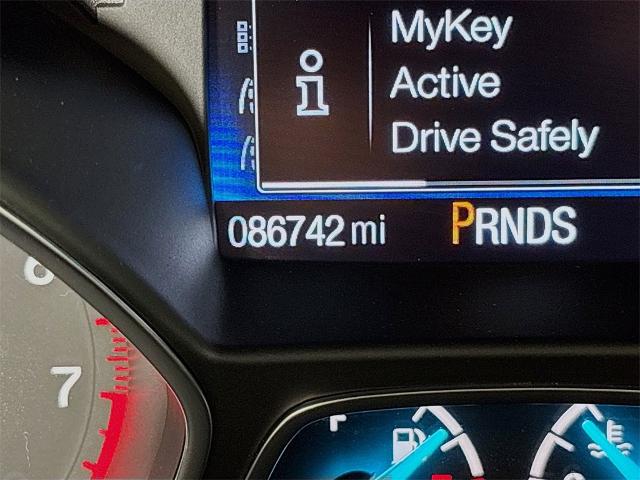 MyKey
Active
Drive Safely
086742 mi PRNDS
6
7